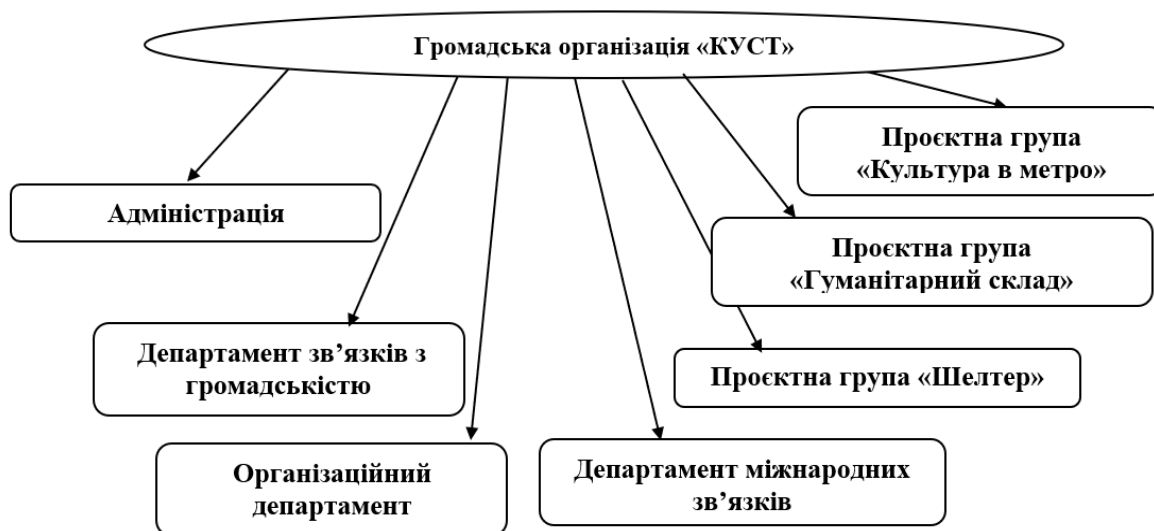 Громадська організація «КУСТ»
Проєктна група
«Культура в метро»
Адміністрація
Проєктна група
«Гуманітарний склад»
Департамент зв’язків з
громадськістю
Проєктна група «Шелтер»
Організаційний
департамент
Департамент міжнародних
зв’язків